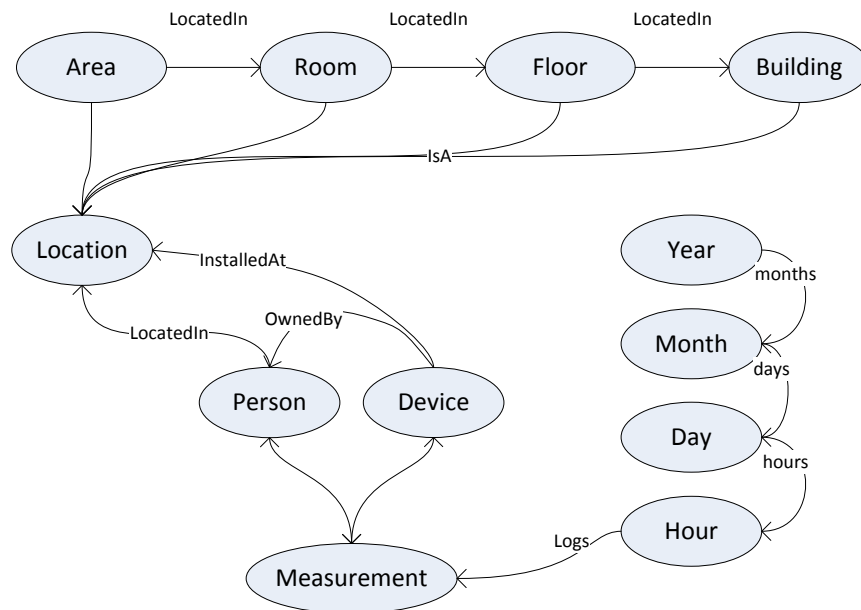 LocatedIn
LocatedIn
LocatedIn
Area
Room
Floor
Building
IsA
Location
InstalledAt
Year
months
OwnedBy
LocatedIn
Month
days
Person
Device
Day
hours
Hour
Logs
Measurement